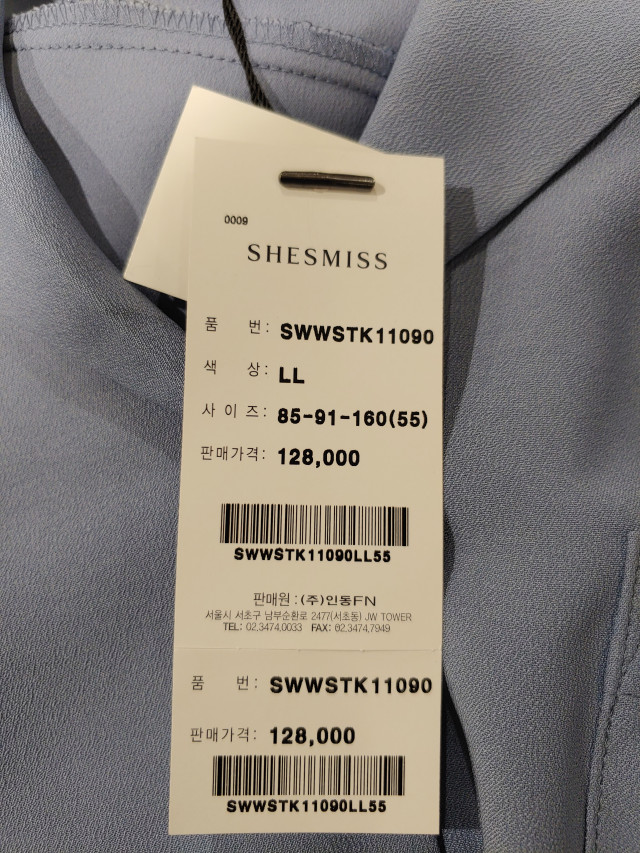 0009
SHESMISS
품 번: SWWSTK11090
색 상: LL
사 이 즈: 85-91-160(55)
판매가격: 128,000
SWWSTK11090LL55
판매원 : (주)인동FN
서울시 서초구 남부순환로 2477(서초동) JW TOWER
TEL: 02.3474.0033 FAX: 02.3474.7949
품 번: SWWSTK11090
판매가격: 128,000
SWWSTK11090LL55